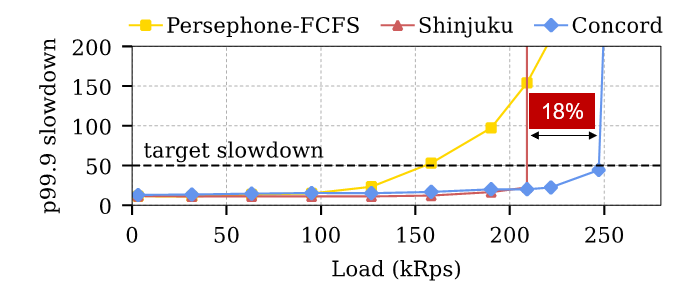 Persephone-FCFS Shinjuku Concord
200
150
100
50
0
p99.9 slowdown
target slowdown
18%
0 50 100 150 200 250
Load (kRps)